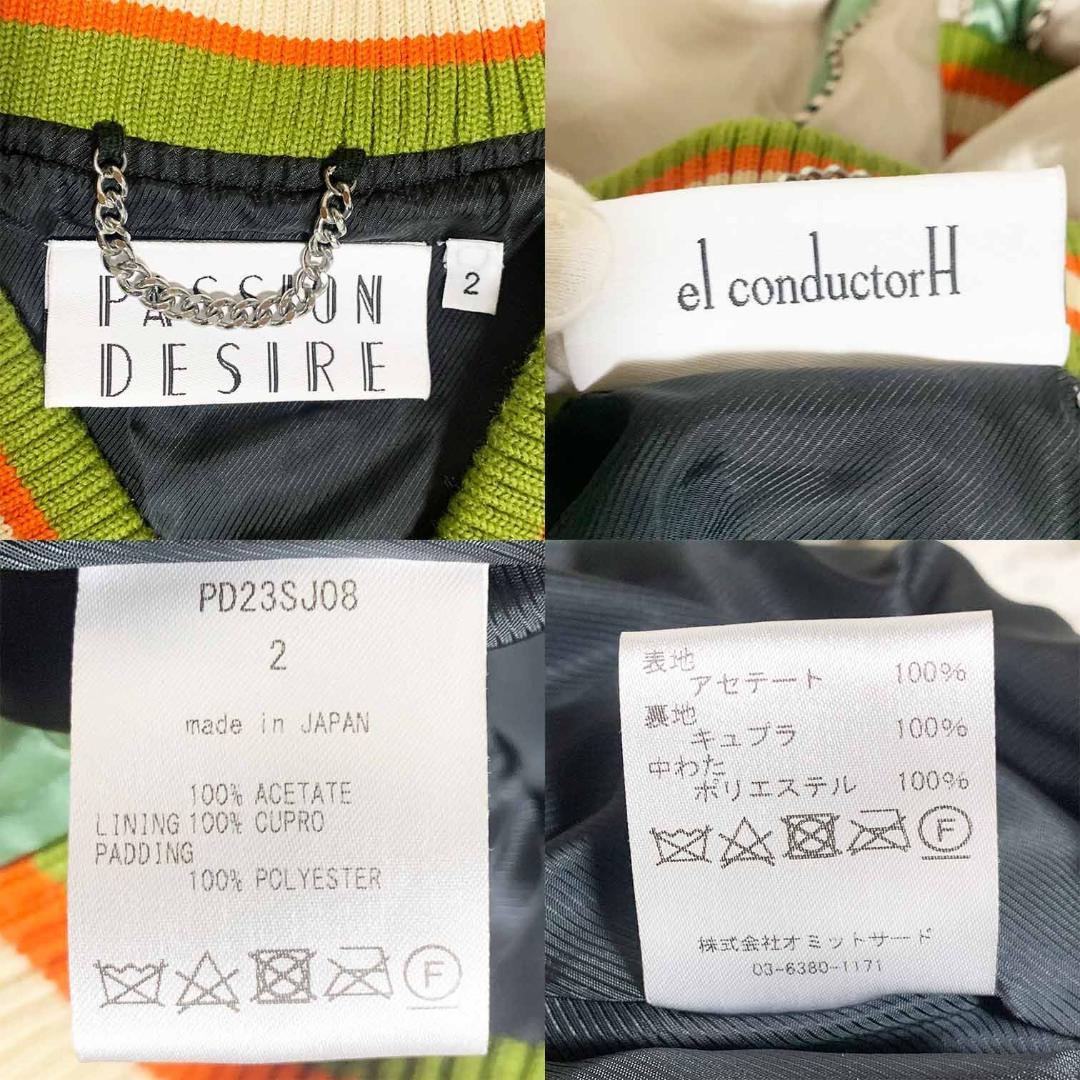 PASSION
DESIRE
2
el conductorH
PD23SJ08
2
made in JAPAN
100% ACETATE
LINING 100% CUPRO
PADDING
100% POLYESTER
F
表地
アセテート 100%
裏地
キュプラ 100%
中わた
ポリエステル 100%
F
株式会社オミットサード
03-6380-1171